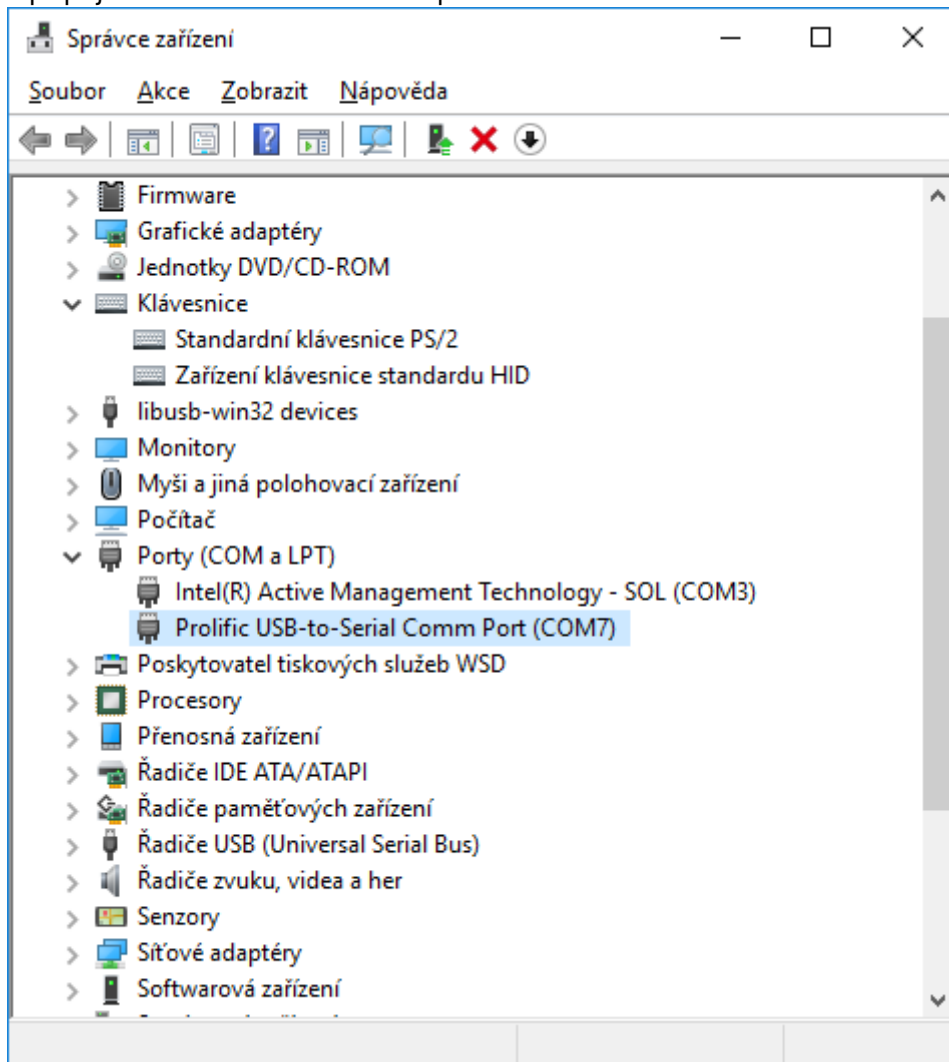 Správce zařízení
Soubor Akce Zobrazit Nápověda
Firmware
Grafické adaptéry
Jednotky DVD/CD-ROM
Klávesnice
Standardní klávesnice PS/2
Zařízení klávesnice standardu HID
libusb-win32 devices
Monitory
Myši a jiná polohovací zařízení
Počítač
Porty (COM a LPT)
Intel(R) Active Management Technology - SOL (COM3)
Prolific USB-to-Serial Comm Port (COM7)
Poskytovatel tiskových služeb WSD
Procesory
Přenosná zařízení
Řadiče IDE ATA/ATAPI
Řadiče paměťových zařízení
Řadiče USB (Universal Serial Bus)
Řadiče zvuku, videa a her
Senzory
Síťové adaptéry
Softwarová zařízení